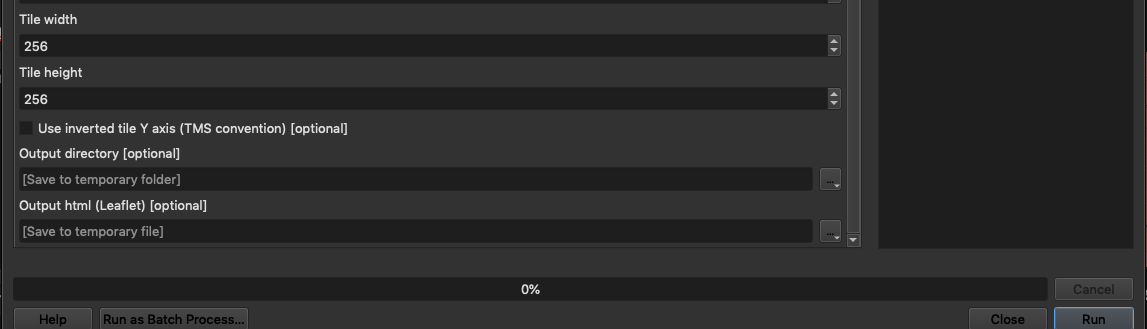 Tile width
256
Tile height
256
Use inverted tile Y axis (TMS convention) [optional]
Output directory [optional]
[Save to temporary folder]
...
Output html (Leaflet) [optional]
[Save to temporary file]
...
0%
Cancel
Help
Run as Batch Process...
Close
Run